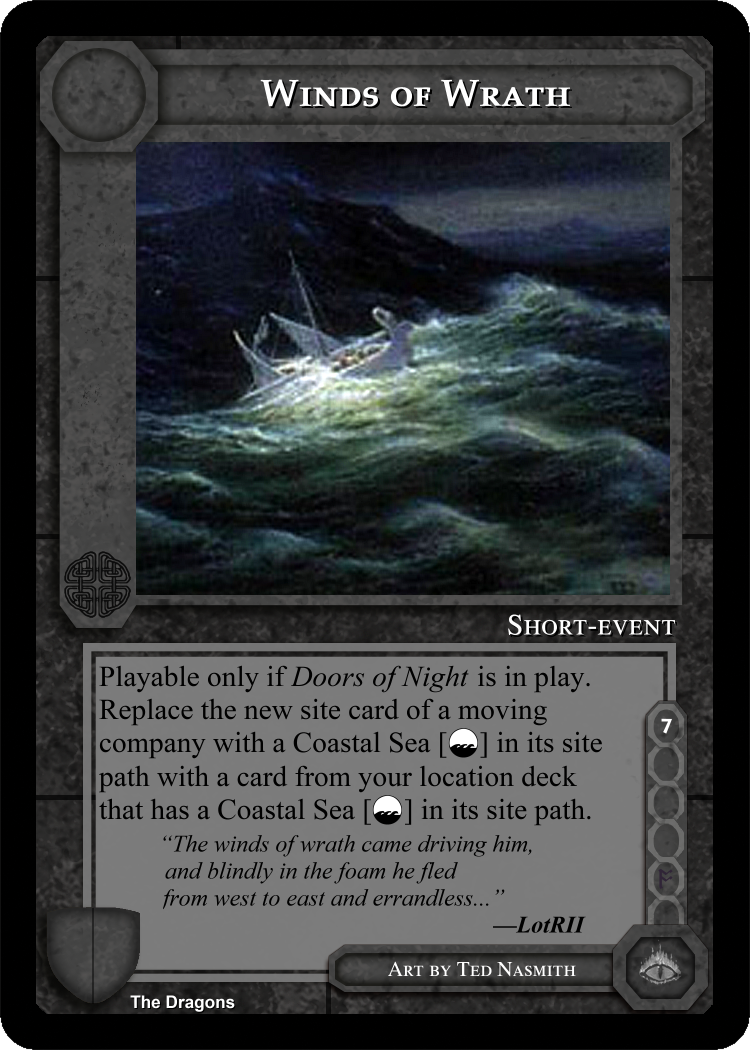 WINDS OF WRATH
SHORT-EVENT
Playable only if Doors of Night is in play.
Replace the new site card of a moving
company with a Coastal Sea [ ] in its site
path with a card from your location deck
that has a Coastal Sea [ ] in its site path.
7
“The winds of wrath came driving him,
and blindly in the foam he fled
from west to east and errandless...”
—LotRII
ART BY TED NASMITH
The Dragons